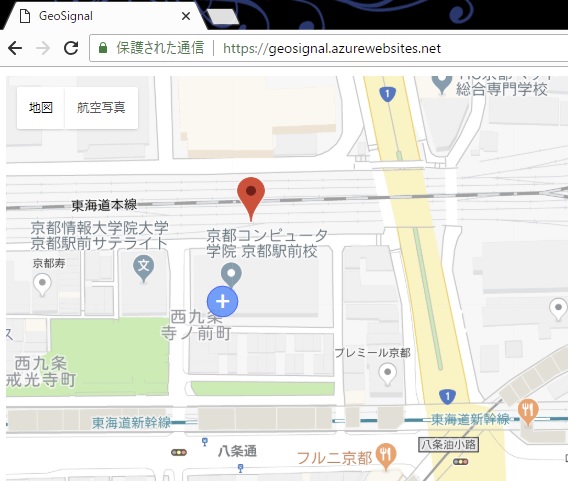 GeoSignal
保護された通信
https://geosignal.azurewebsites.net
地図
航空写真
総合専門学校
1
東海道本線
京都情報大学院大学
京都駅前サテライト
京都コンピュータ
学院 京都駅前校
京都寿
文
西九条
寺ノ前町
ス
西九条
戒光寺町
プレミール京都
1
東海道新幹線
東海道新幹線
八条油小路
八条通
フルニ京都